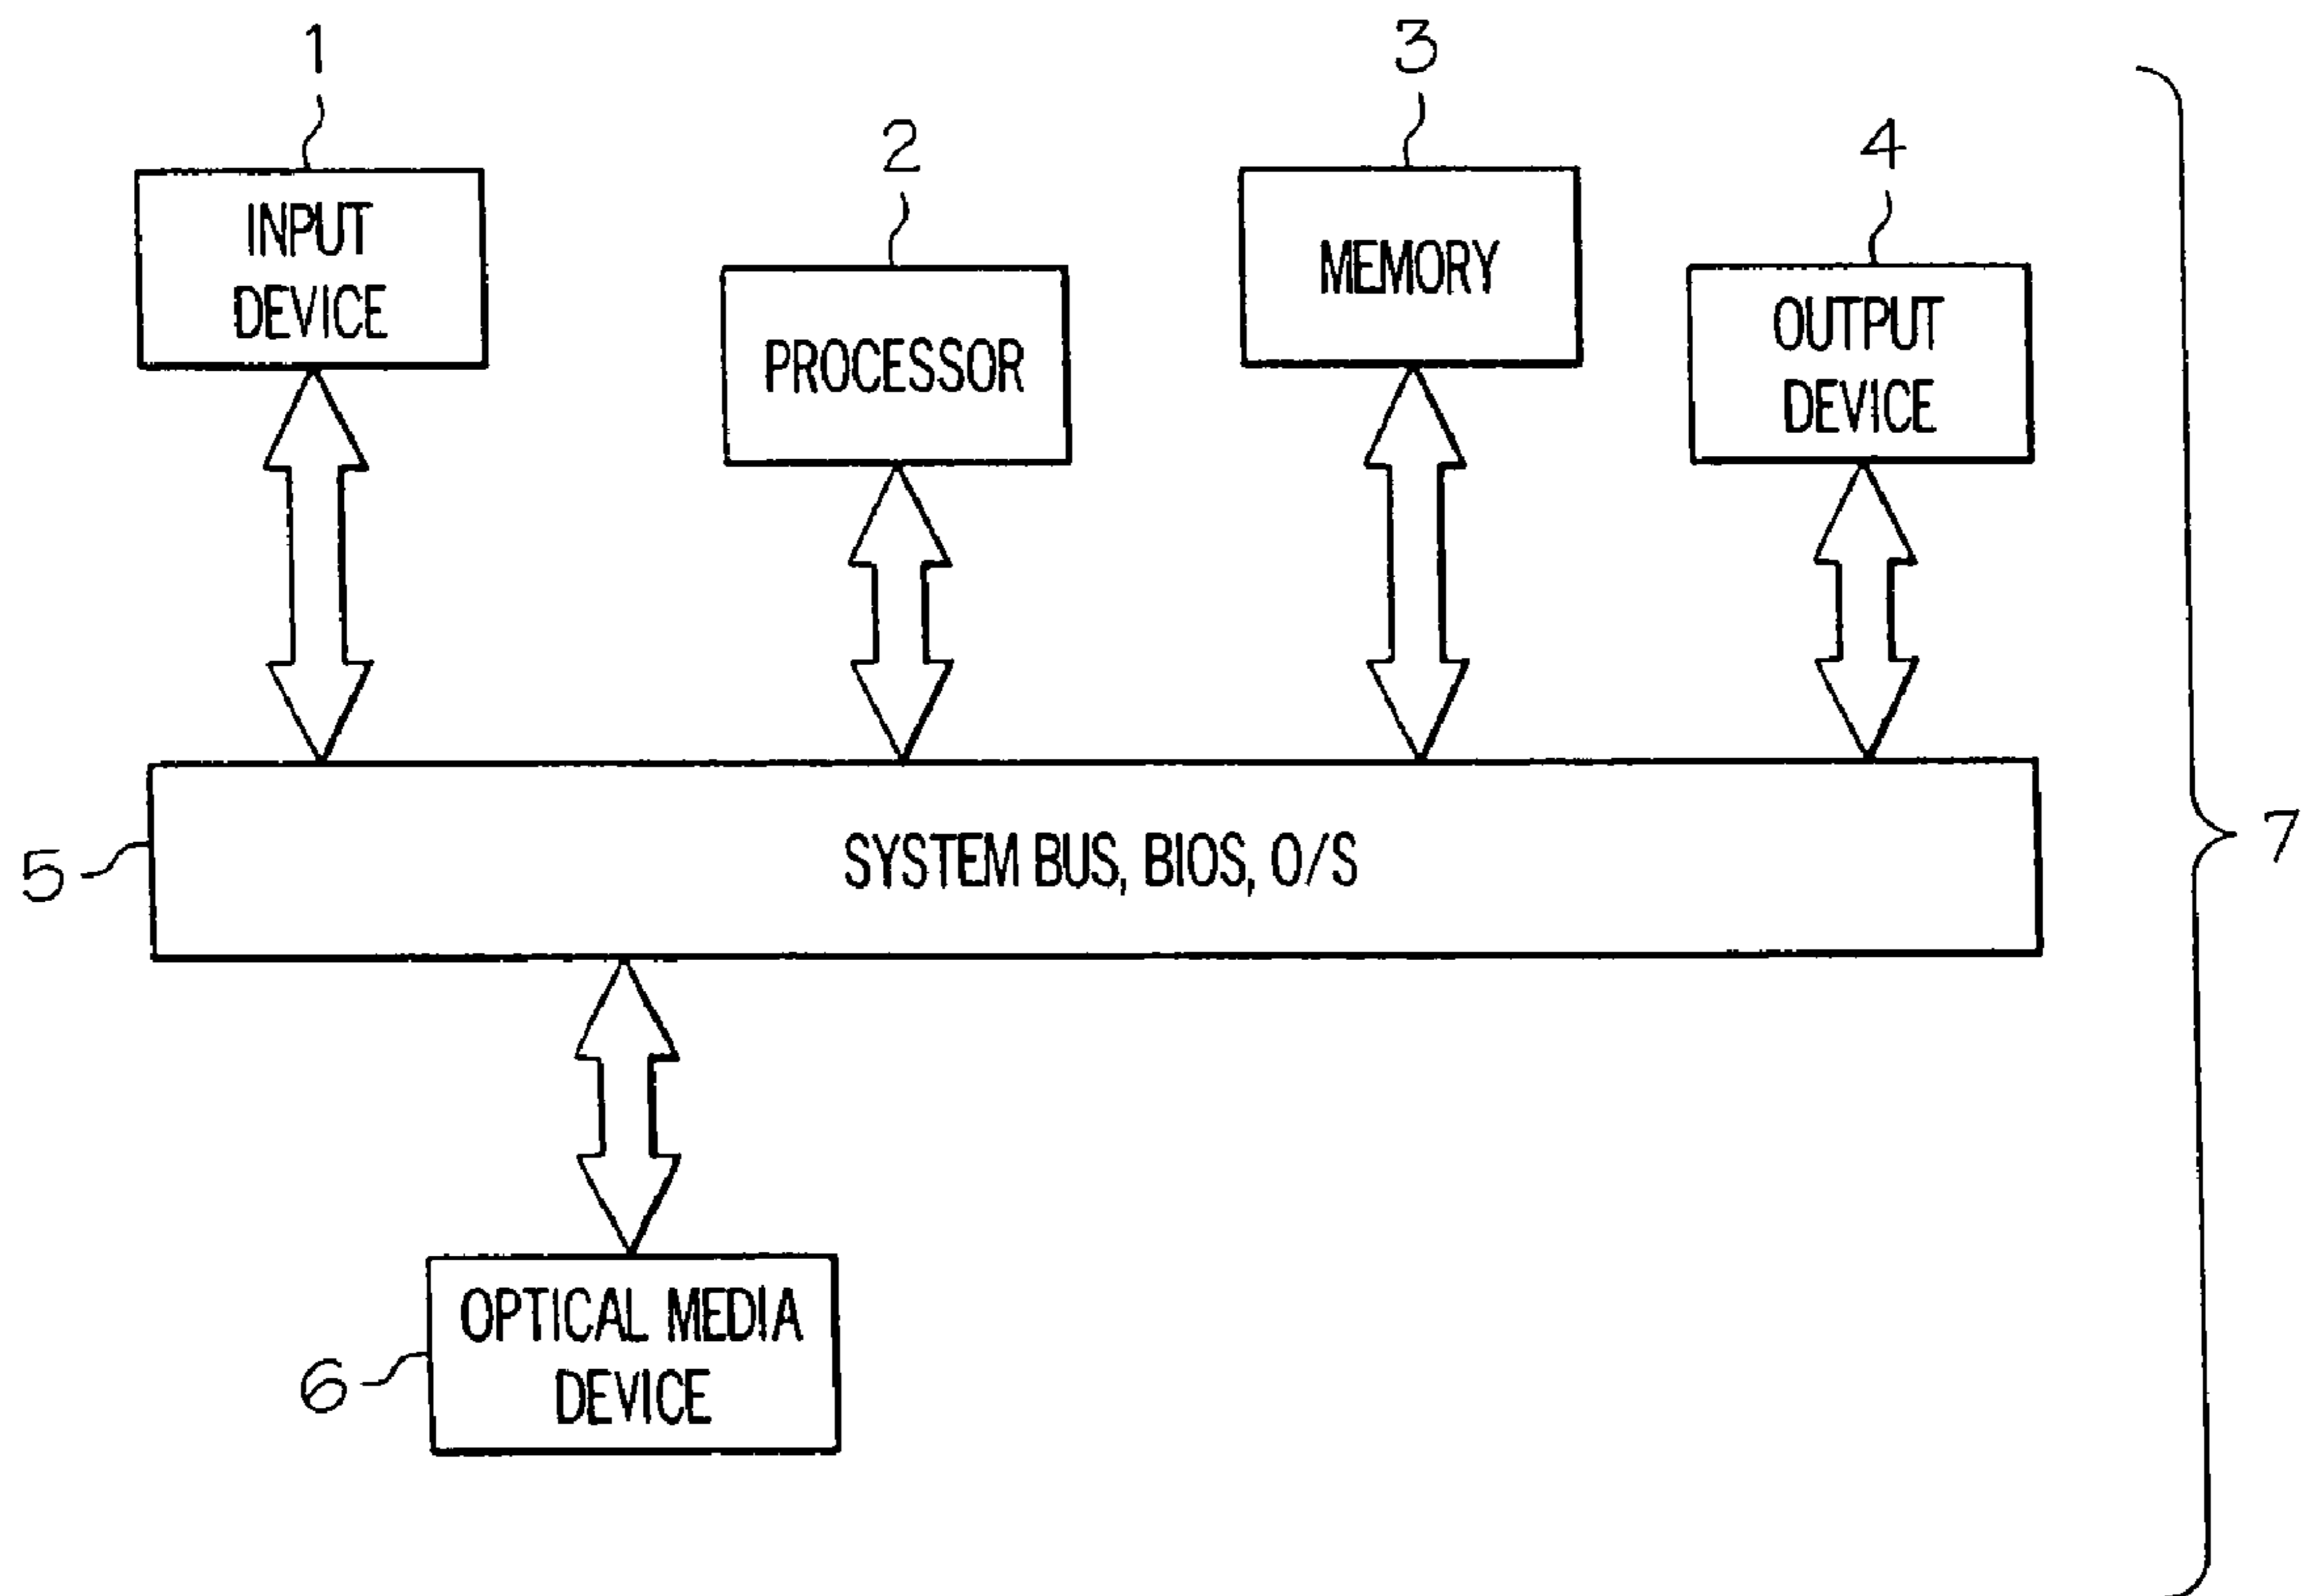 1
3
2
4
INPUT
DEVICE
MEMORY
OUTPUT
DEVICE
PROCESSOR
SYSTEM BUS, BIOS, O/S
5
7
OPTICAL MEDIA
DEVICE
6